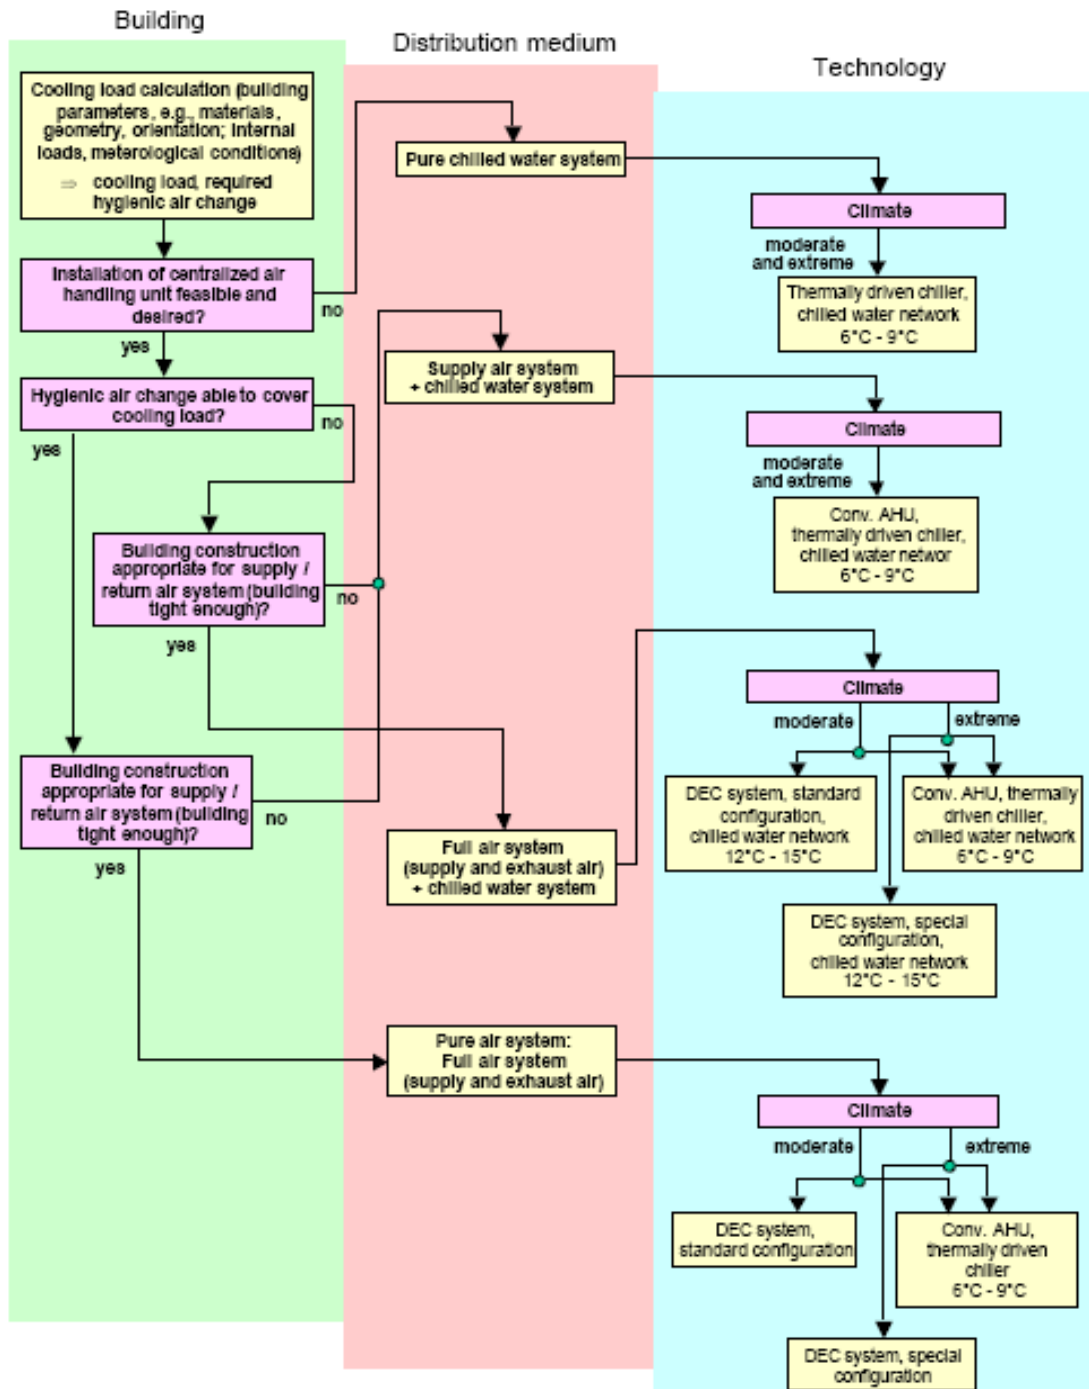 Building
Distribution medium
Technology
Cooling load calculation (building
parameters, e.g., materials,
geometry, orientation; internal
loads, meterological conditions)
⇒ cooling load, required
hygienic air change
Installation of centralized air
handling unit feasible and
desired?
no
yes
Hygienic air change able to cover
cooling load?
no
yes
Building construction
appropriate for supply /
return air system (building
tight enough)?
no
yes
Building construction
appropriate for supply /
return air system (building
tight enough)?
no
yes
Pure chilled water system
Supply air system
+ chilled water system
Full air system
(supply and exhaust air)
+ chilled water system
Pure air system:
Full air system
(supply and exhaust air)
Climate
moderate
and extreme
Thermally driven chiller,
chilled water network
6°C - 9°C
Climate
moderate
and extreme
Conv. AHU,
thermally driven chiller,
chilled water networ
6°C - 9°C
Climate
moderate
extreme
DEC system, standard
configuration,
chilled water network
12°C - 15°C
Conv. AHU, thermally
driven chiller,
chilled water network
6°C - 9°C
DEC system, special
configuration,
chilled water network
12°C - 15°C
Climate
moderate
extreme
DEC system,
standard configuration
Conv. AHU,
thermally driven
chiller
6°C - 9°C
DEC system, special
configuration